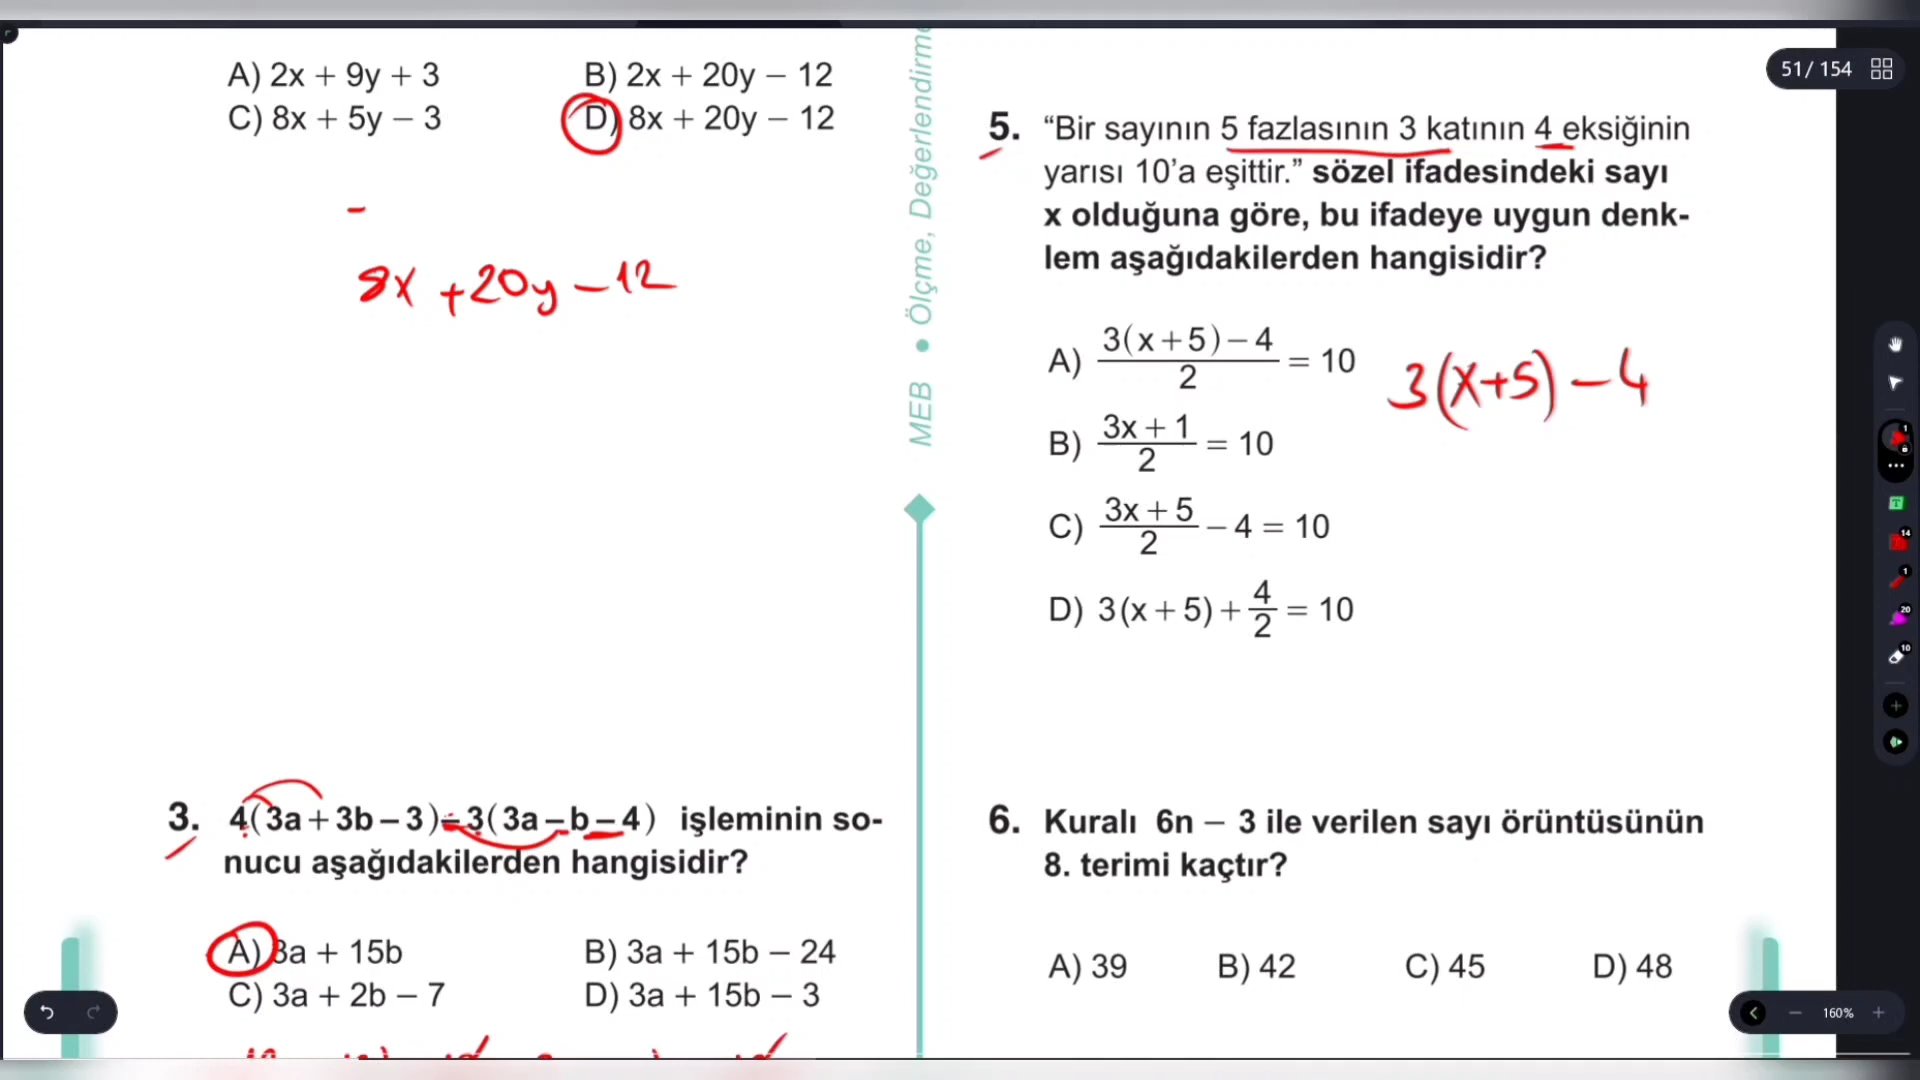 A) 2x + 9y + 3
B) 2x + 20y − 12
C) 8x + 5y − 3
D) 8x + 20y − 12
−
8x + 20y − 12
3. 4(3a + 3b − 3) − 3(3a − b − 4) işleminin so-
nucu aşağıdakilerden hangisidir?
A) 3a + 15b
B) 3a + 15b − 24
C) 3a + 2b − 7
D) 3a + 15b − 3
MEB ● Ölçme, Değerlendirme
5. “Bir sayının 5 fazlasının 3 katının 4 eksiğinin
yarısı 10’a eşittir.” sözel ifadesindeki sayı
x olduğuna göre, bu ifadeye uygun denk-
lem aşağıdakilerden hangisidir?
A) (3(x + 5) − 4)/2 = 10
3(x+5) − 4
B) (3x + 1)/2 = 10
C) (3x + 5)/2 − 4 = 10
D) 3(x + 5) + 4/2 = 10
6. Kuralı 6n − 3 ile verilen sayı örüntüsünün
8. terimi kaçtır?
A) 39
B) 42
C) 45
D) 48
51/ 154
1
14
1
20
10
160%